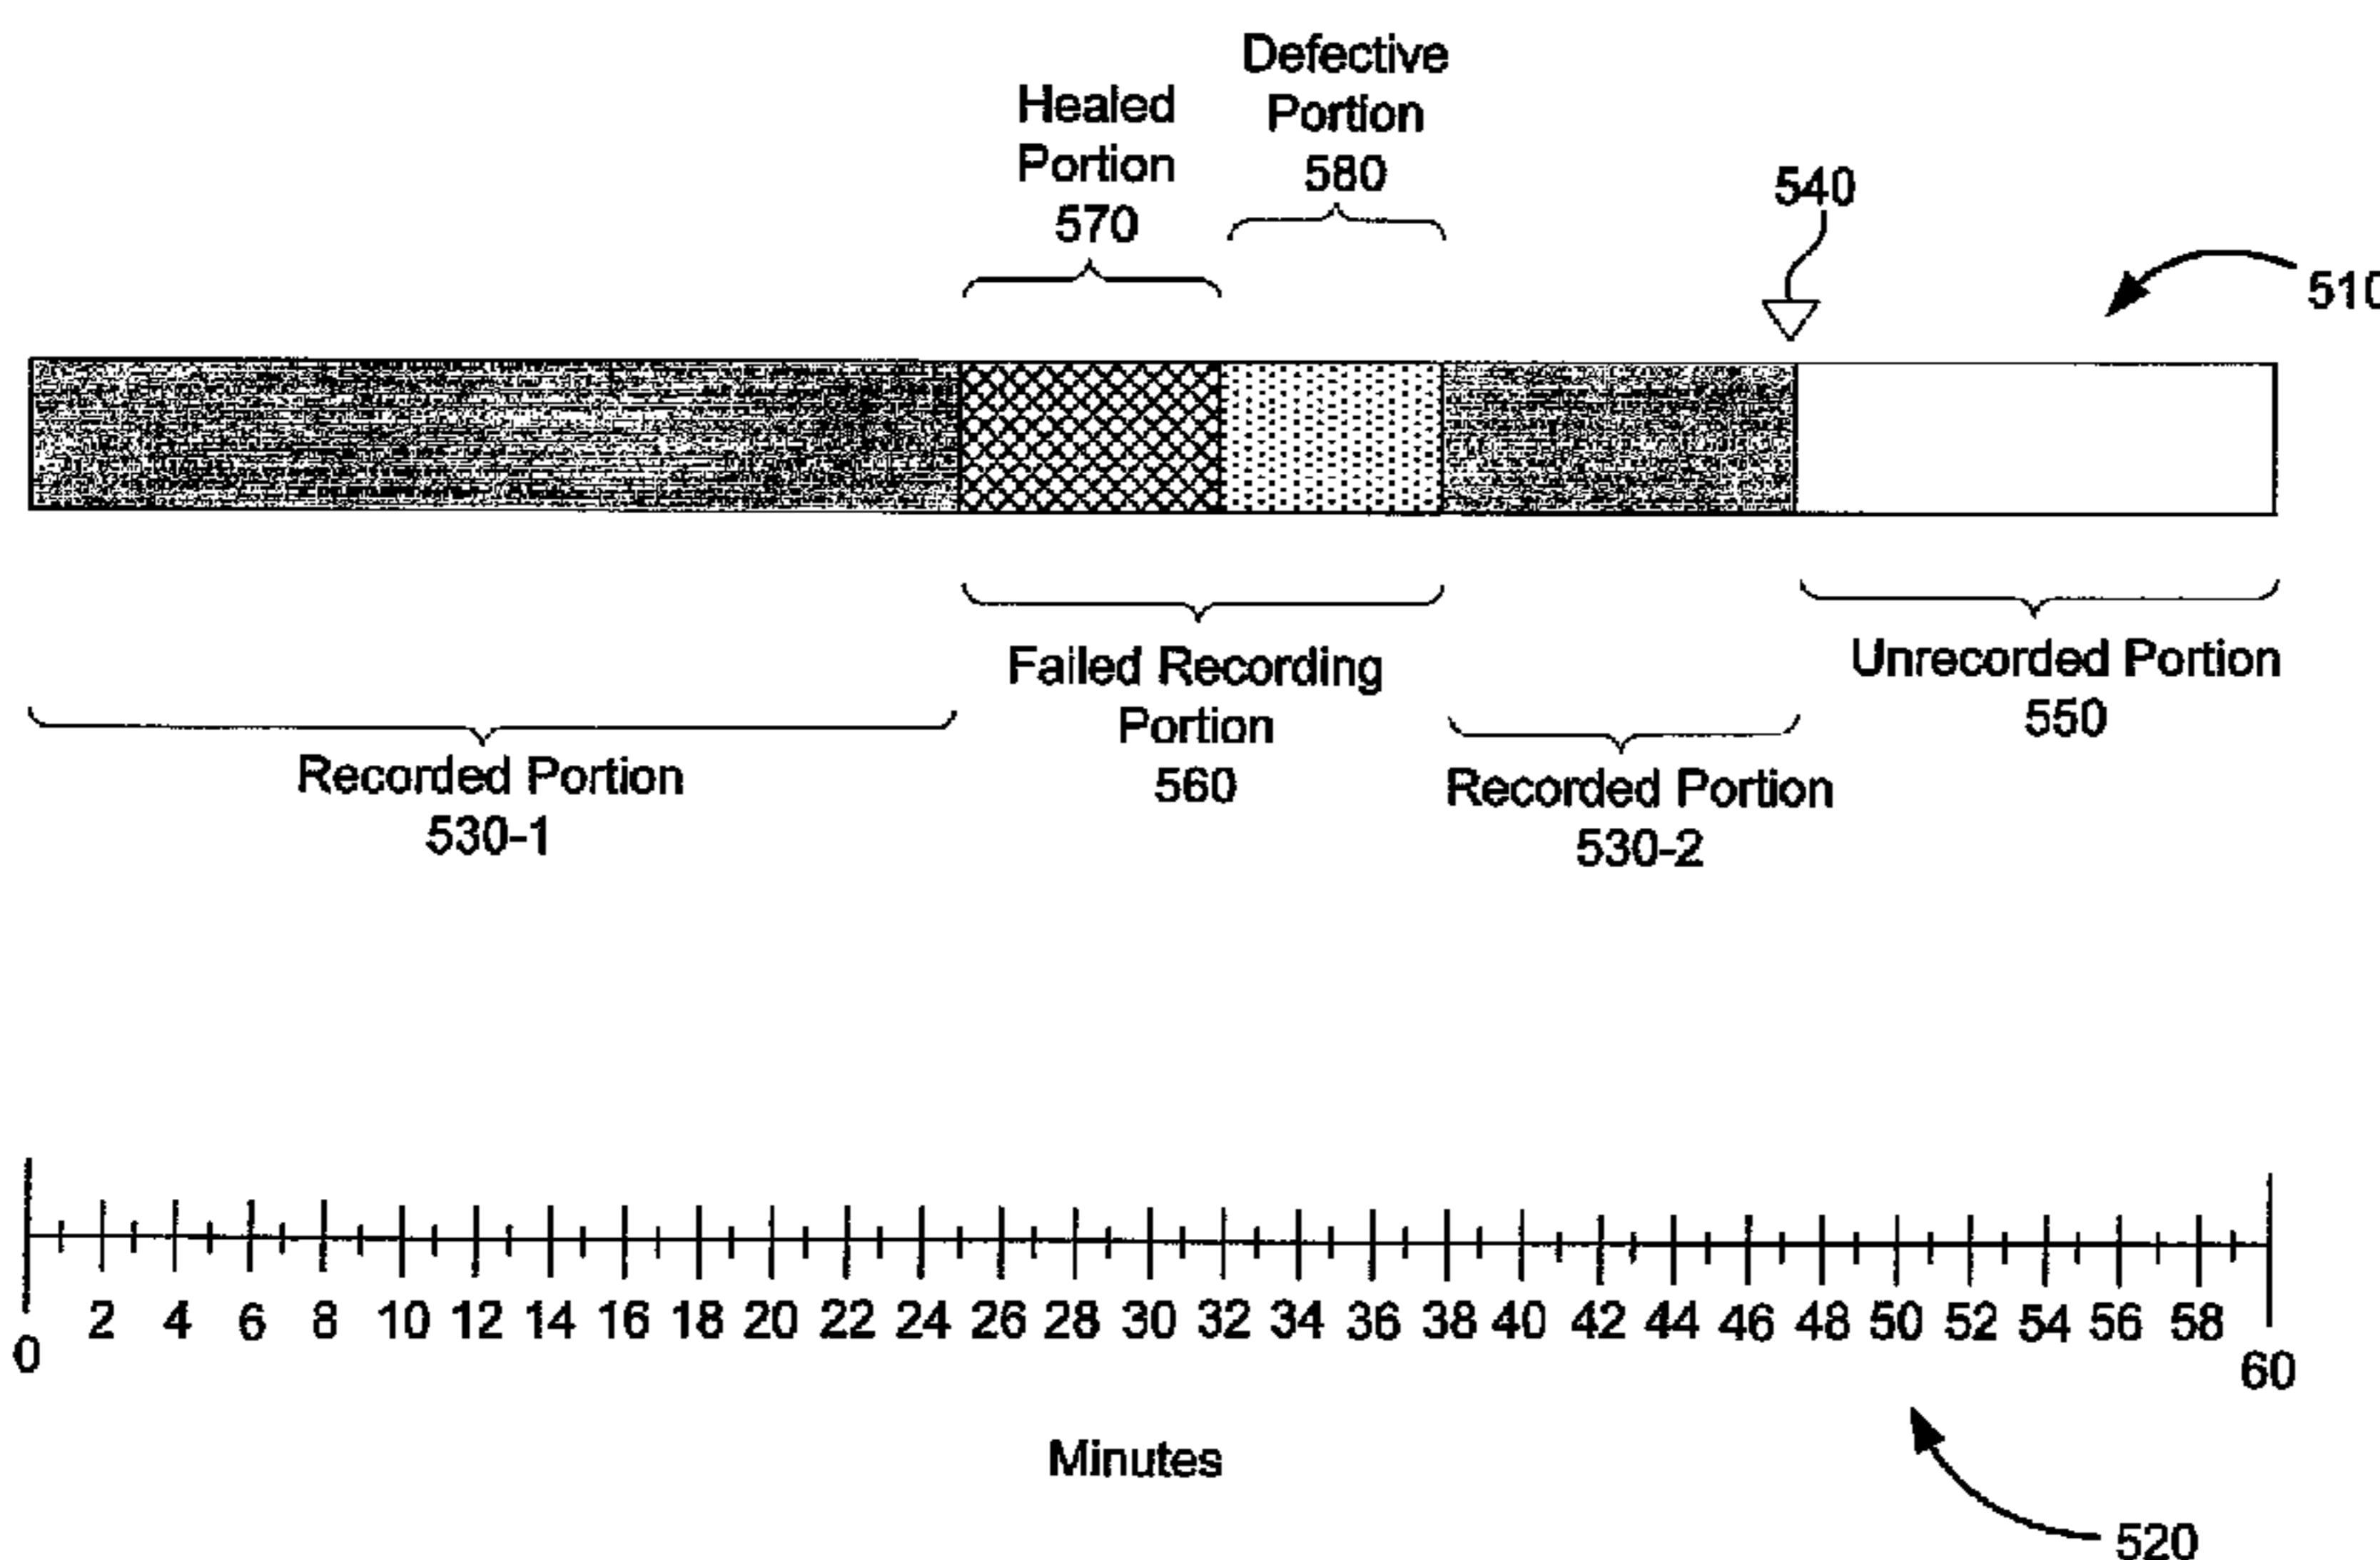 Defective
Portion
580
Healed
Portion
570
540
510
Failed Recording
Portion
560
Unrecorded Portion
550
Recorded Portion
530-1
Recorded Portion
530-2
0 2 4 6 8 10 12 14 16 18 20 22 24 26 28 30 32 34 36 38 40 42 44 46 48 50 52 54 56 58 60
Minutes
520